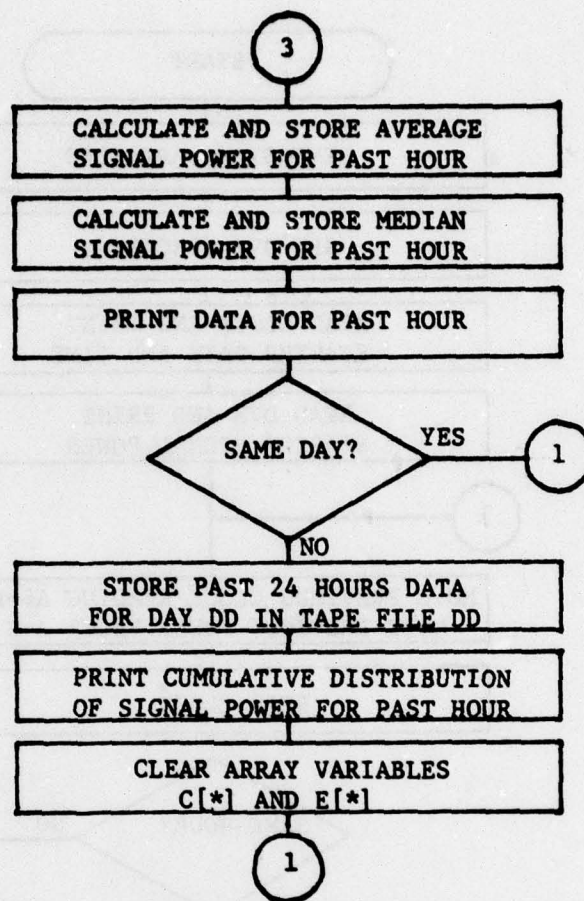 3
CALCULATE AND STORE AVERAGE
SIGNAL POWER FOR PAST HOUR
CALCULATE AND STORE MEDIAN
SIGNAL POWER FOR PAST HOUR
PRINT DATA FOR PAST HOUR
SAME DAY?
YES
1
NO
STORE PAST 24 HOURS DATA
FOR DAY DD IN TAPE FILE DD
PRINT CUMULATIVE DISTRIBUTION
OF SIGNAL POWER FOR PAST HOUR
CLEAR ARRAY VARIABLES
C[*] AND E[*]
1